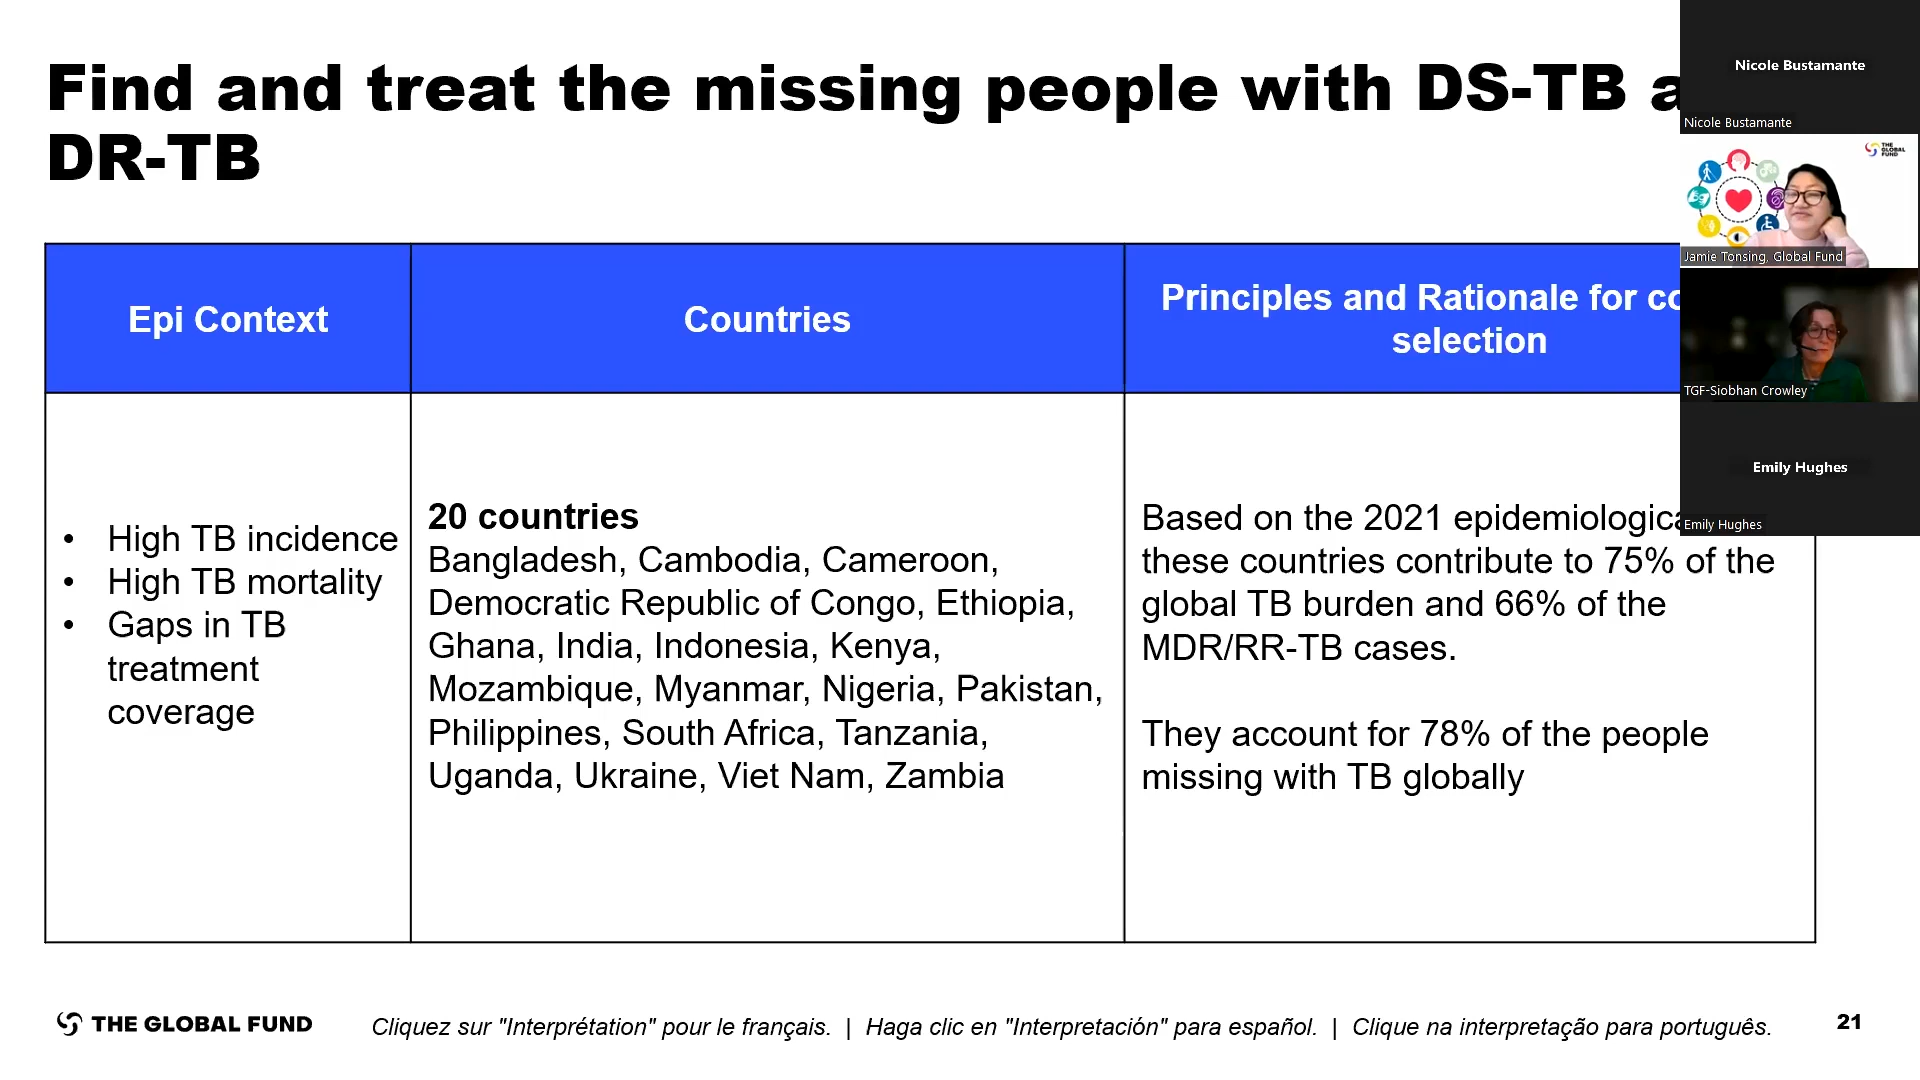 Find and treat the missing people with DS-TB a
DR-TB
Epi Context
Countries
Principles and Rationale for co
selection
• High TB incidence
• High TB mortality
• Gaps in TB
treatment
coverage
20 countries
Bangladesh, Cambodia, Cameroon,
Democratic Republic of Congo, Ethiopia,
Ghana, India, Indonesia, Kenya,
Mozambique, Myanmar, Nigeria, Pakistan,
Philippines, South Africa, Tanzania,
Uganda, Ukraine, Viet Nam, Zambia
Based on the 2021 epidemiologica
these countries contribute to 75% of the
global TB burden and 66% of the
MDR/RR-TB cases.
They account for 78% of the people
missing with TB globally
Nicole Bustamante
Nicole Bustamante
THE
GLOBAL
FUND
Jamie Tonsing, Global Fund
TGF-Siobhan Crowley
Emily Hughes
Emily Hughes
THE GLOBAL FUND
Cliquez sur "Interprétation" pour le français. | Haga clic en "Interpretación" para español. | Clique na interpretação para português.
21